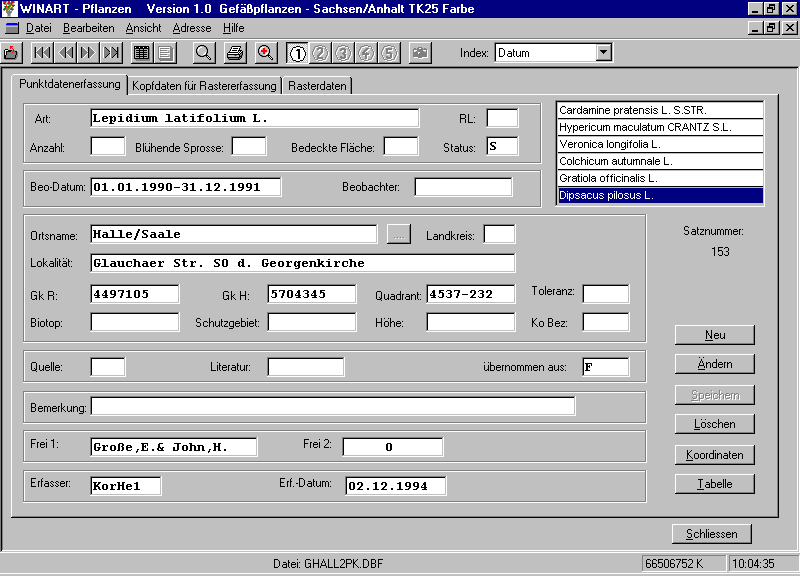 WINART - Pflanzen Version 1.0 Gefäßpflanzen - Sachsen/Anhalt TK25 Farbe
Datei Bearbeiten Ansicht Adresse Hilfe
1 2 3 4 5 Index: Datum
Punktdatenerfassung Kopfdaten für Rastererfassung Rasterdaten
Art: Lepidium latifolium L. RL:
Anzahl: Blühende Sprosse: Bedeckte Fläche: Status: S
Cardamine pratensis L. S.STR.
Hypericum maculatum CRANTZ S.L.
Veronica longifolia L.
Colchicum autumnale L.
Gratiola officinalis L.
Dipsacus pilosus L.
Beo-Datum: 01.01.1990-31.12.1991 Beobachter:
Ortsname: Halle/Saale .... Landkreis:
Satznummer:
153
Lokalität: Glauchaer Str. SO d. Georgenkirche
Gk R: 4497105 Gk H: 5704345 Quadrant: 4537-232 Toleranz:
Biotop: Schutzgebiet: Höhe: Ko Bez:
Quelle: Literatur: übernommen aus: F
Bemerkung:
Frei 1: Große,E.& John,H. Frei 2: 0
Erfasser: KorHe1 Erf.-Datum: 02.12.1994
Neu
Ändern
Speichern
Löschen
Koordinaten
Tabelle
Schliessen
Datei: GHALL2PK.DBF 66506752 K 10:04:35